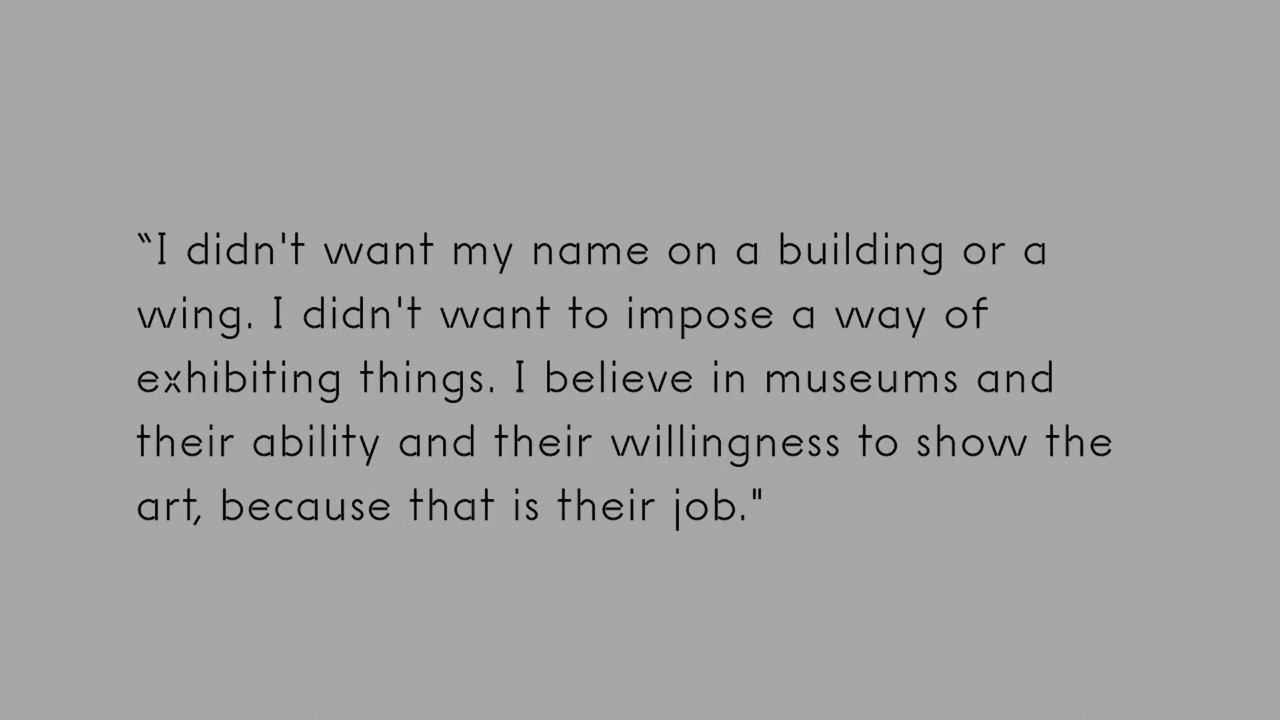 “I didn't want my name on a building or a
wing. I didn't want to impose a way of
exhibiting things. I believe in museums and
their ability and their willingness to show the
art, because that is their job."